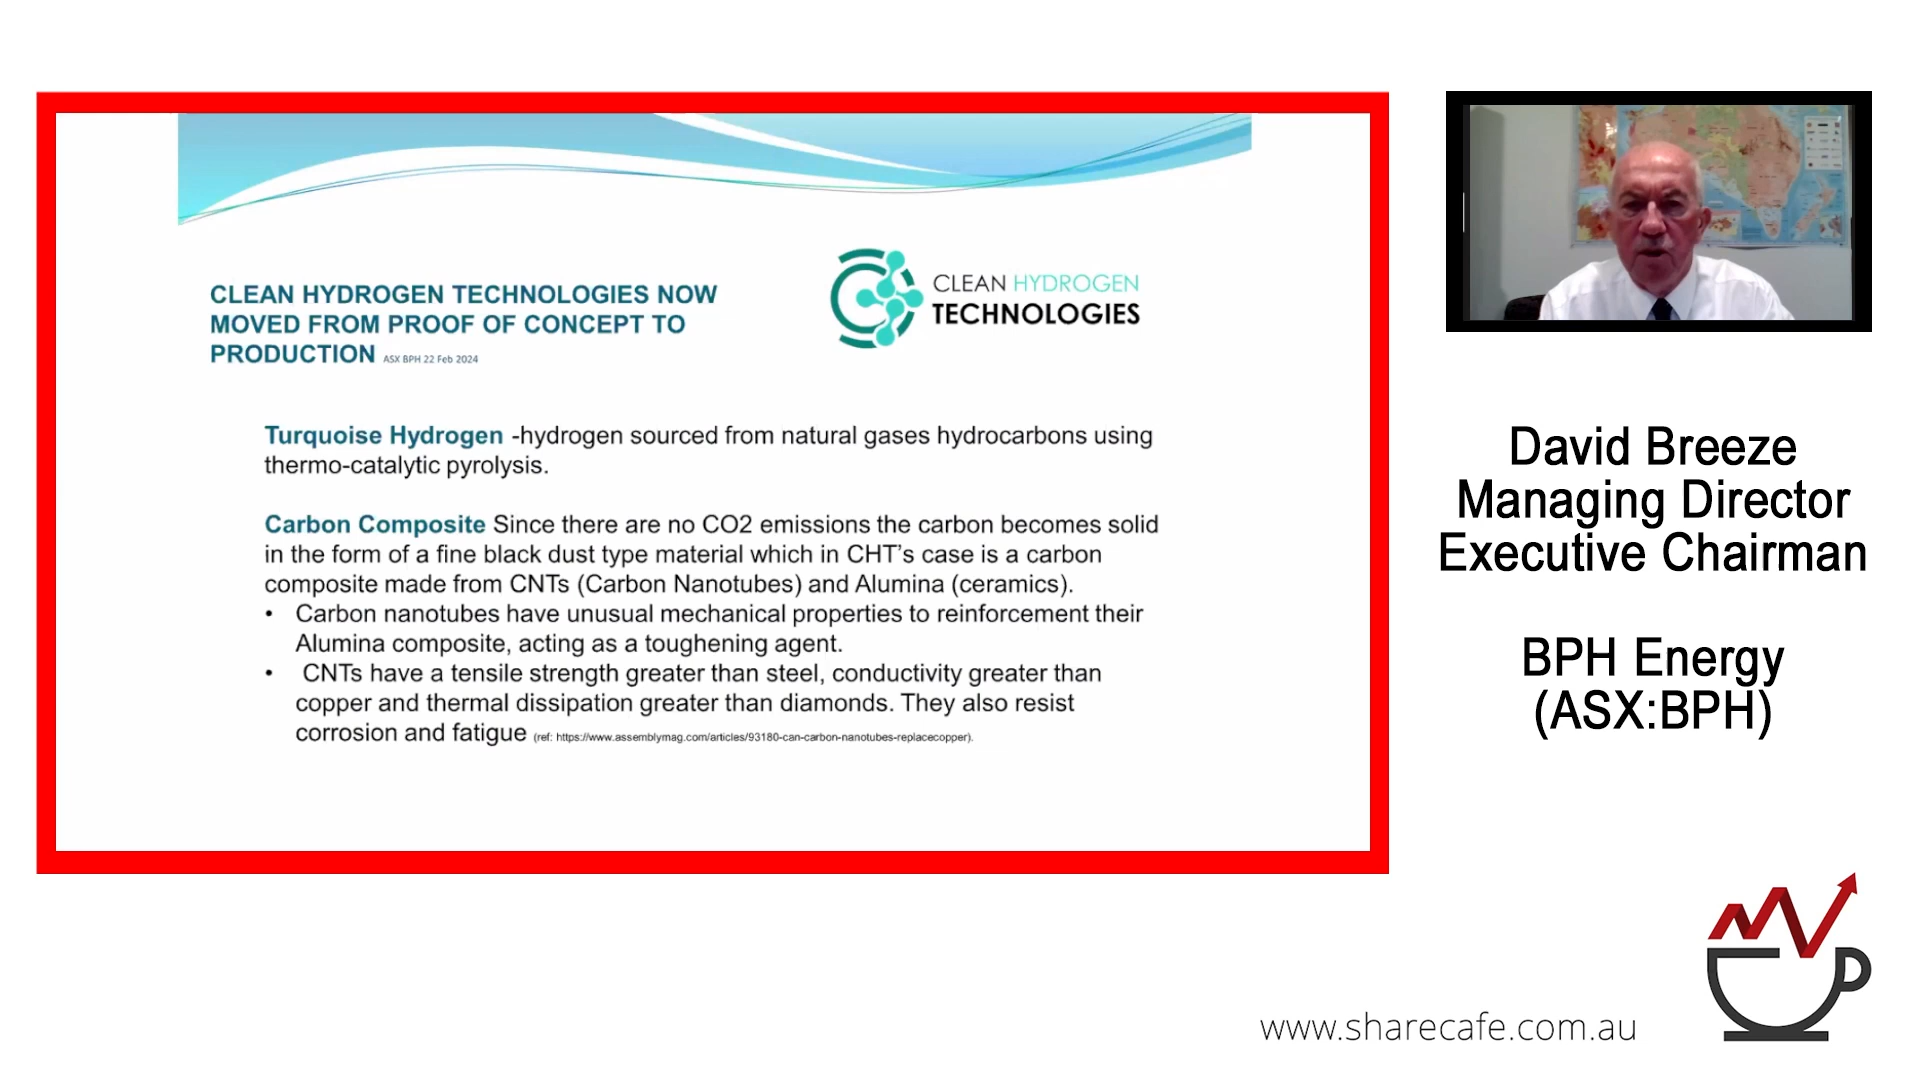 CLEAN HYDROGEN TECHNOLOGIES NOW
MOVED FROM PROOF OF CONCEPT TO
PRODUCTION ASX BPH 22 Feb 2024
CLEAN HYDROGEN
TECHNOLOGIES
Turquoise Hydrogen -hydrogen sourced from natural gases hydrocarbons using
thermo-catalytic pyrolysis.
Carbon Composite Since there are no CO2 emissions the carbon becomes solid
in the form of a fine black dust type material which in CHT’s case is a carbon
composite made from CNTs (Carbon Nanotubes) and Alumina (ceramics).
• Carbon nanotubes have unusual mechanical properties to reinforcement their
Alumina composite, acting as a toughening agent.
• CNTs have a tensile strength greater than steel, conductivity greater than
copper and thermal dissipation greater than diamonds. They also resist
corrosion and fatigue (ref: https://www.assemblymag.com/articles/93180-can-carbon-nanotubes-replacecopper).
David Breeze
Managing Director
Executive Chairman
BPH Energy
(ASX:BPH)
www.sharecafe.com.au